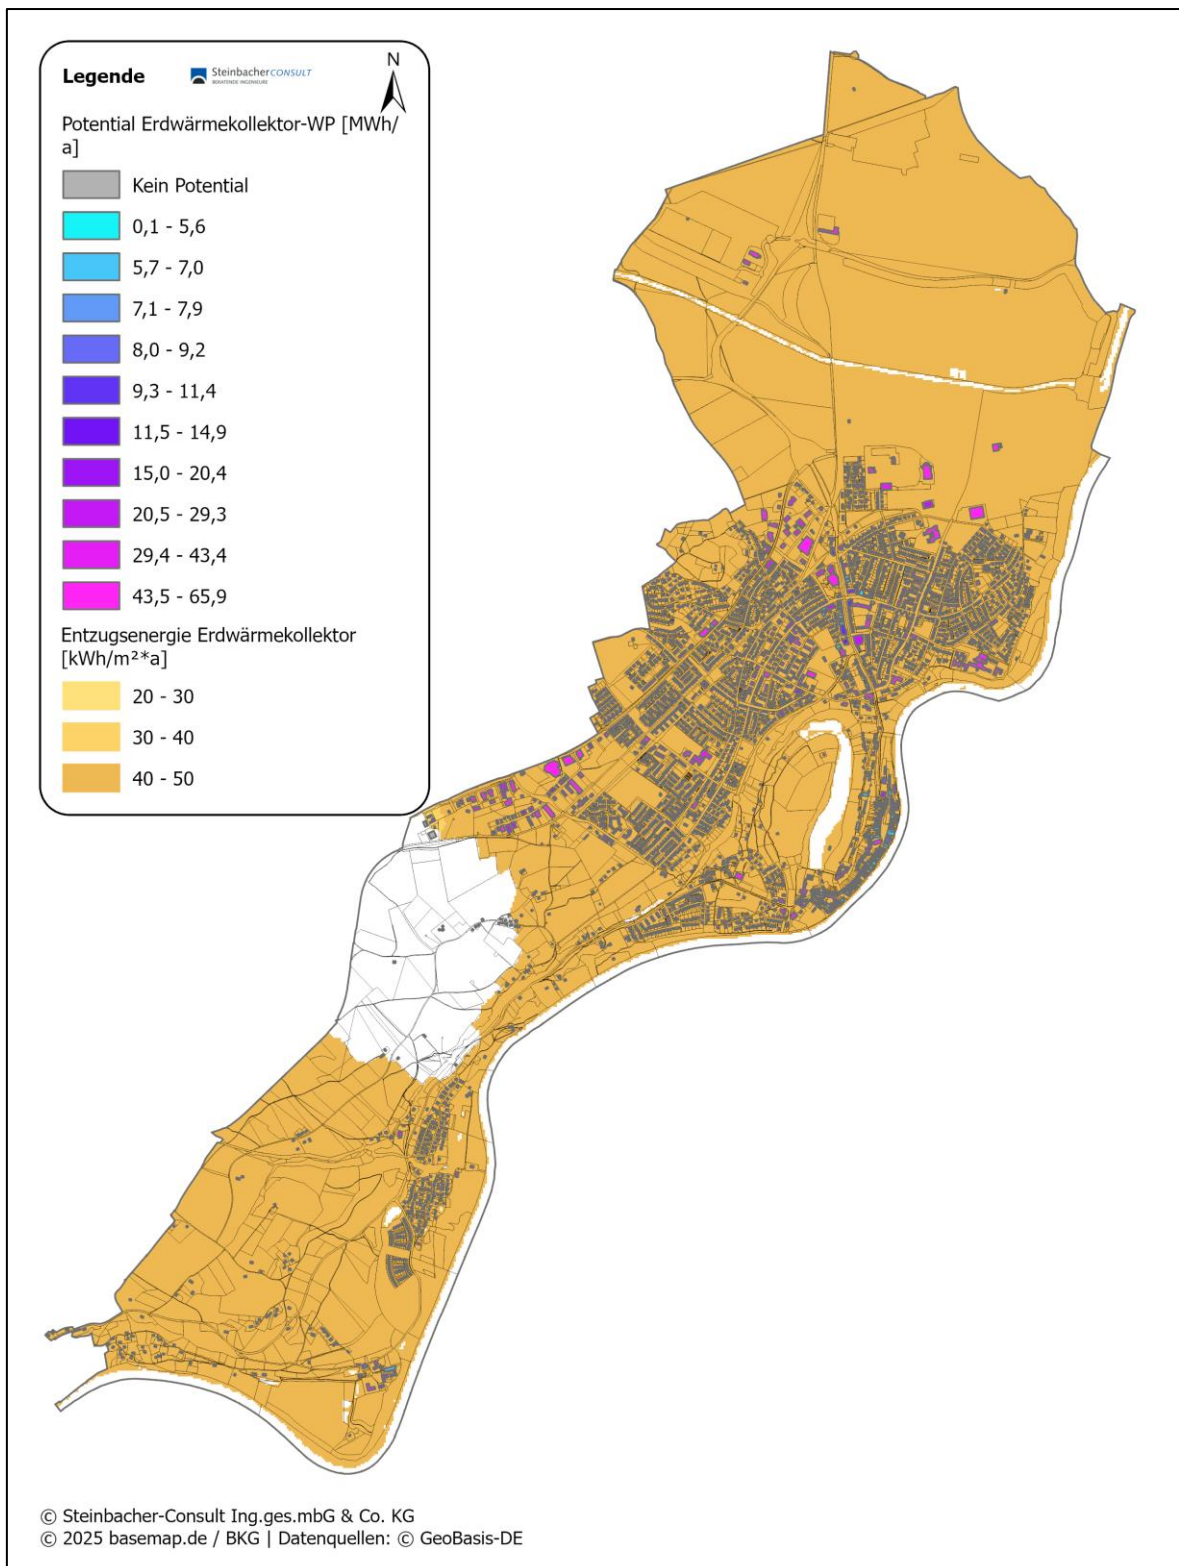 N
Legende
SteinbacherCONSULT
BERATENDE INGENIEURE
Potential Erdwärmekollektor-WP [MWh/
a]
Kein Potential
0,1 - 5,6
5,7 - 7,0
7,1 - 7,9
8,0 - 9,2
9,3 - 11,4
11,5 - 14,9
15,0 - 20,4
20,5 - 29,3
29,4 - 43,4
43,5 - 65,9
Entzugsenergie Erdwärmekollektor
[kWh/m²*a]
20 - 30
30 - 40
40 - 50
© Steinbacher-Consult Ing.ges.mbG & Co. KG
© 2025 basemap.de / BKG | Datenquellen: © GeoBasis-DE